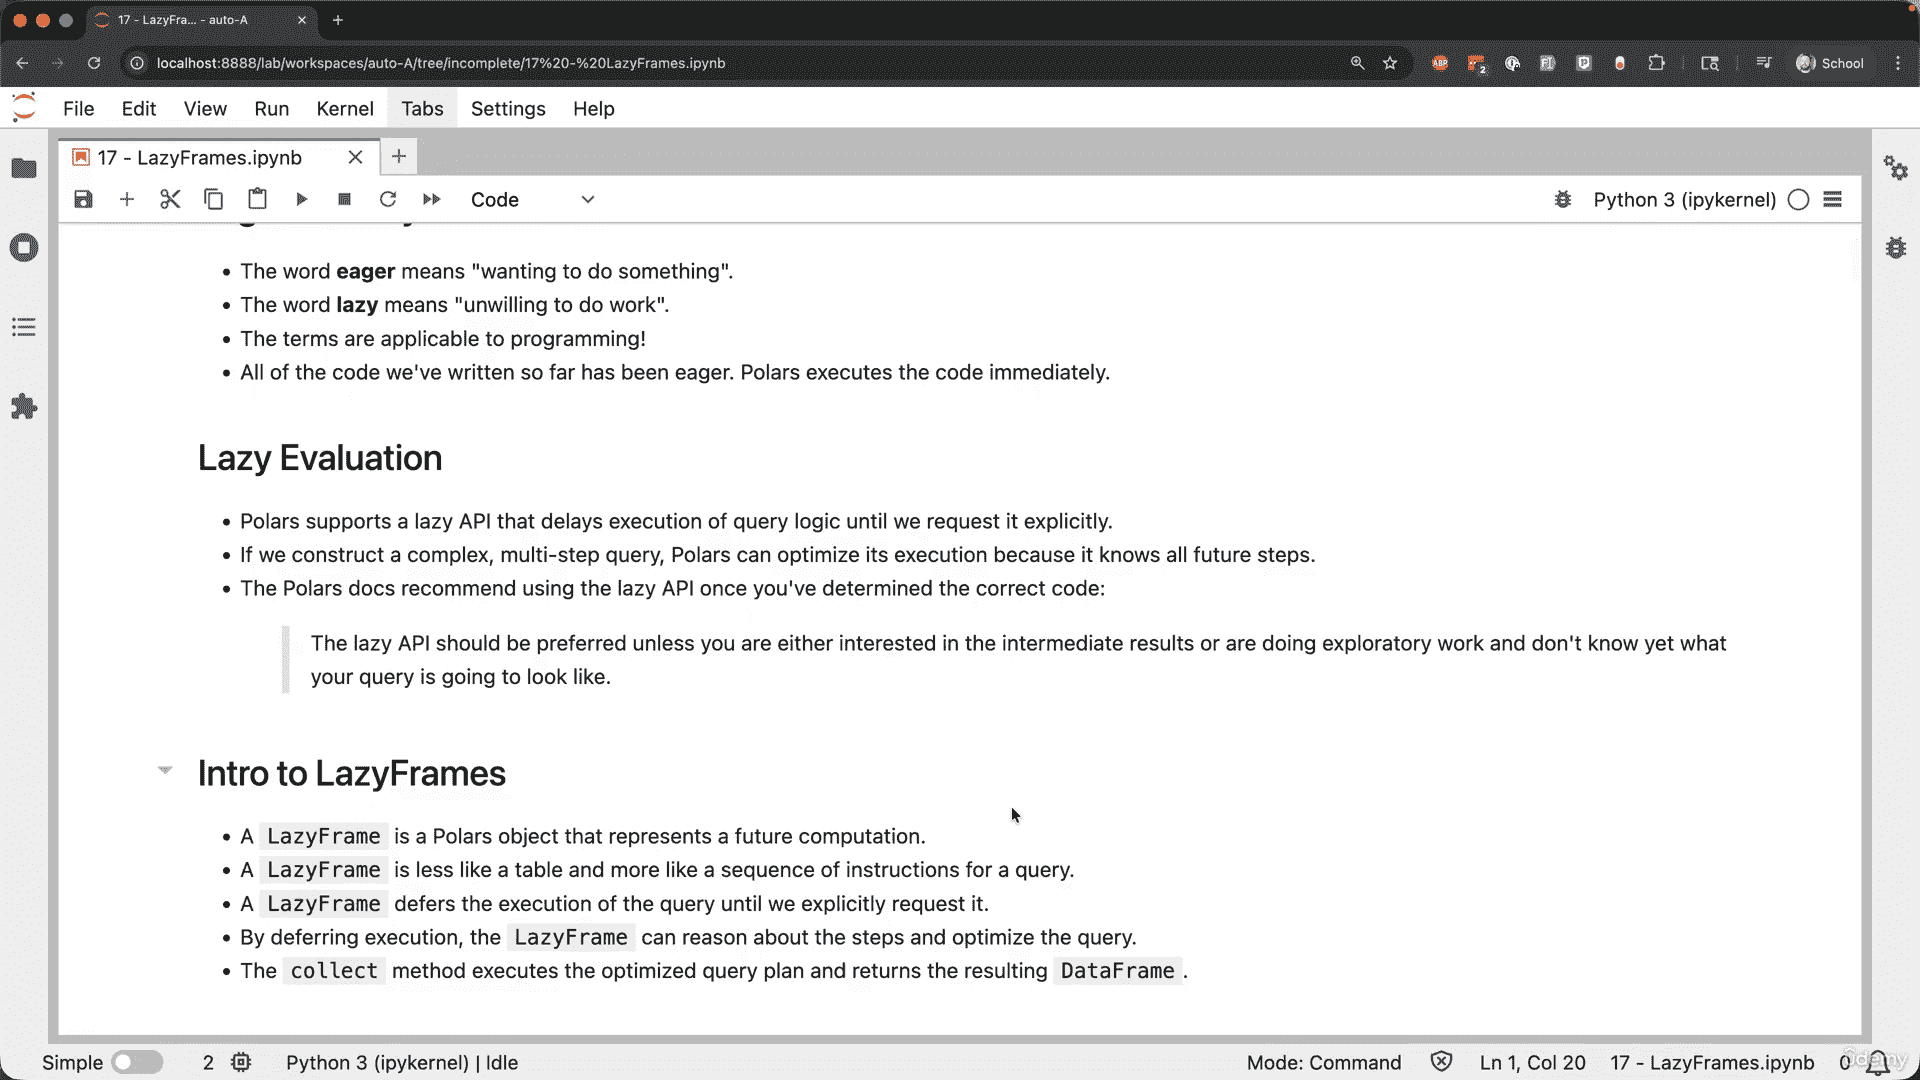 17 - LazyFra... - auto-A
localhost:8888/lab/workspaces/auto-A/tree/incomplete/17%20-%20LazyFrames.ipynb
ABP
2
School
File Edit View Run Kernel Tabs Settings Help
17 - LazyFrames.ipynb
Code
Python 3 (ipykernel)
The word eager means "wanting to do something".
The word lazy means "unwilling to do work".
The terms are applicable to programming!
All of the code we've written so far has been eager. Polars executes the code immediately.
Lazy Evaluation
Polars supports a lazy API that delays execution of query logic until we request it explicitly.
If we construct a complex, multi-step query, Polars can optimize its execution because it knows all future steps.
The Polars docs recommend using the lazy API once you've determined the correct code:
The lazy API should be preferred unless you are either interested in the intermediate results or are doing exploratory work and don't know yet what
your query is going to look like.
Intro to LazyFrames
A LazyFrame is a Polars object that represents a future computation.
A LazyFrame is less like a table and more like a sequence of instructions for a query.
A LazyFrame defers the execution of the query until we explicitly request it.
By deferring execution, the LazyFrame can reason about the steps and optimize the query.
The collect method executes the optimized query plan and returns the resulting DataFrame.
Simple 2 Python 3 (ipykernel) | Idle Mode: Command Ln 1, Col 20 17 - LazyFrames.ipynb 0
Udemy